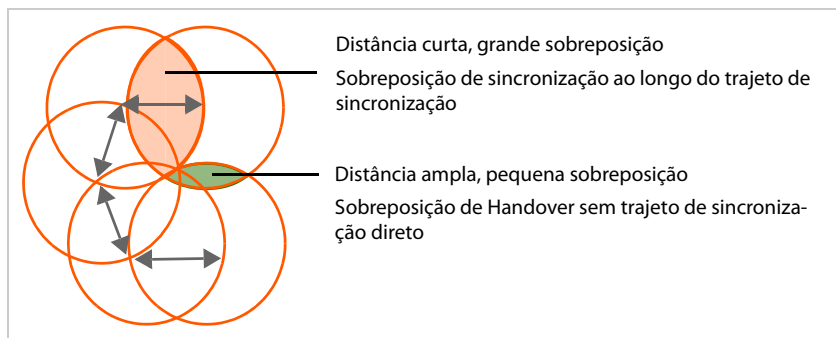 Distância curta, grande sobreposição
Sobreposição de sincronização ao longo do trajeto de
sincronização
Distância ampla, pequena sobreposição
Sobreposição de Handover sem trajeto de sincroniza-
ção direto